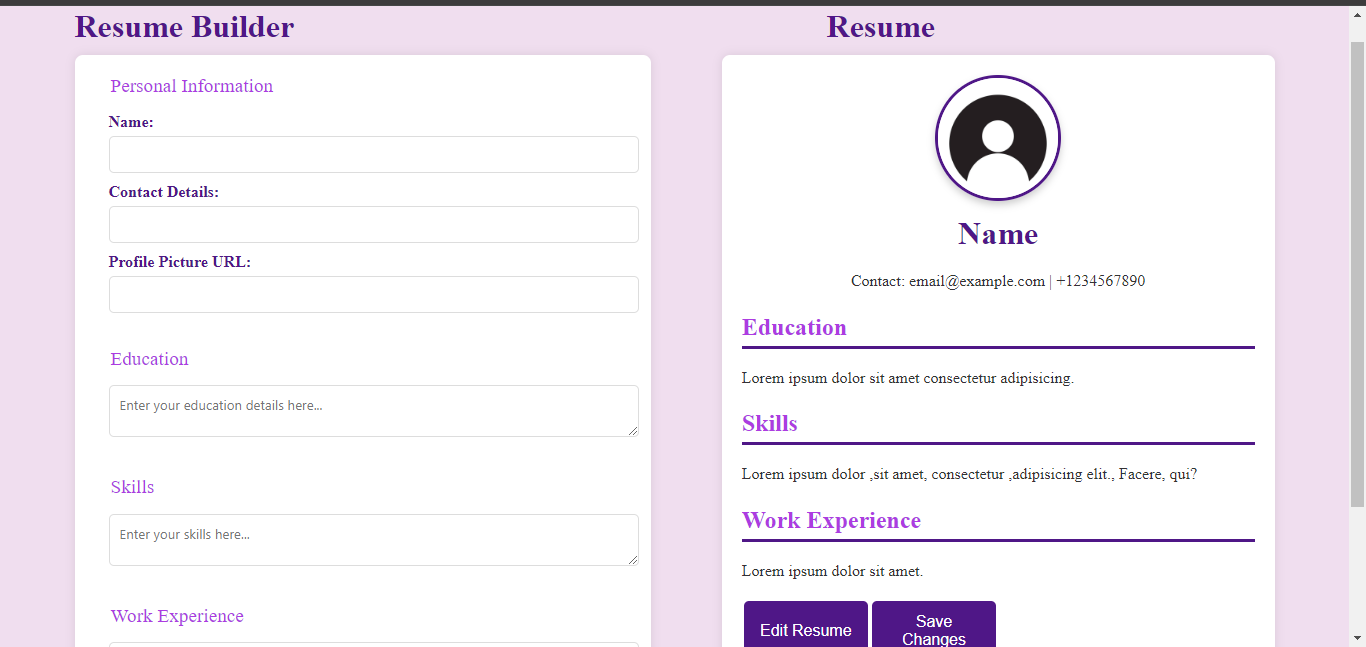 Resume Builder
Personal Information
Name:
Contact Details:
Profile Picture URL:
Education
Enter your education details here...
Skills
Enter your skills here...
Work Experience
Resume
Name
Contact: email@example.com | +1234567890
Education
Lorem ipsum dolor sit amet consectetur adipisicing.
Skills
Lorem ipsum dolor ,sit amet, consectetur ,adipisicing elit., Facere, qui?
Work Experience
Lorem ipsum dolor sit amet.
Edit Resume
Save
Changes